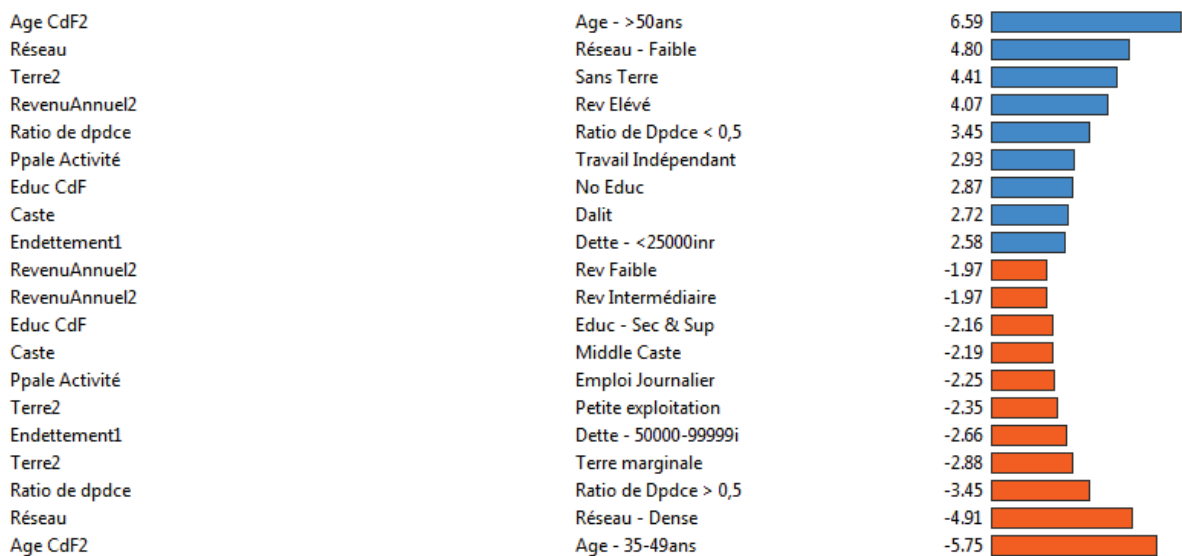 Age CdF2 Age - >50ans 6.59
Réseau Réseau - Faible 4.80
Terre2 Sans Terre 4.41
RevenuAnnuel2 Rev Elévé 4.07
Ratio de dpdce Ratio de Dpdce < 0,5 3.45
Ppale Activité Travail Indépendant 2.93
Educ CdF No Educ 2.87
Caste Dalit 2.72
Endettement1 Dette - <25000inr 2.58
RevenuAnnuel2 Rev Faible -1.97
RevenuAnnuel2 Rev Intermédiaire -1.97
Educ CdF Educ - Sec & Sup -2.16
Caste Middle Caste -2.19
Ppale Activité Emploi Journalier -2.25
Terre2 Petite exploitation -2.35
Endettement1 Dette - 50000-99999i -2.66
Terre2 Terre marginale -2.88
Ratio de dpdce Ratio de Dpdce > 0,5 -3.45
Réseau Réseau - Dense -4.91
Age CdF2 Age - 35-49ans -5.75